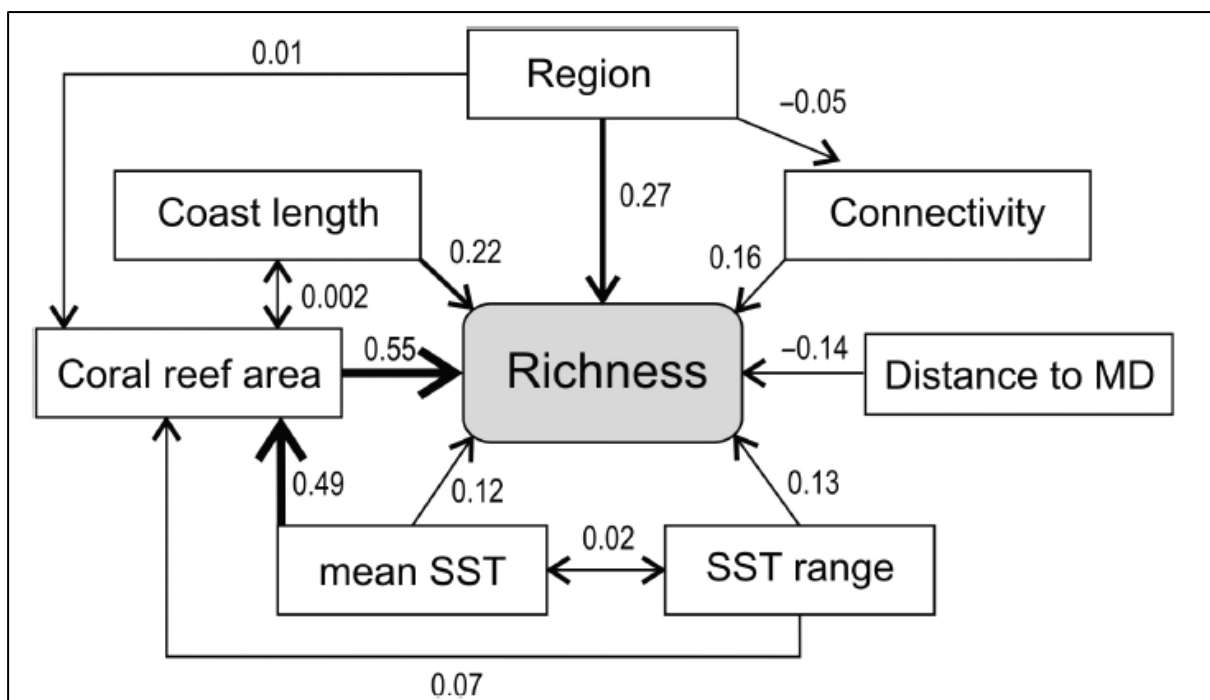 0.01
Region
–0.05
Coast length
0.27
Connectivity
0.22
0.16
0.002
Coral reef area
0.55
Richness
–0.14
Distance to MD
0.49
0.12
0.13
mean SST
0.02
SST range
0.07